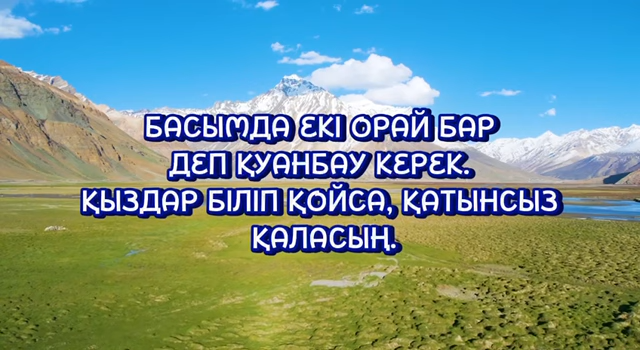 БАСЫМДА ЕКІ ОРАЙ БАР
ДЕП ҚУАНБАУ КЕРЕК.
ҚЫЗДАР БІЛІП ҚОЙСА, ҚАТЫНСЫЗ
ҚАЛАСЫҢ.